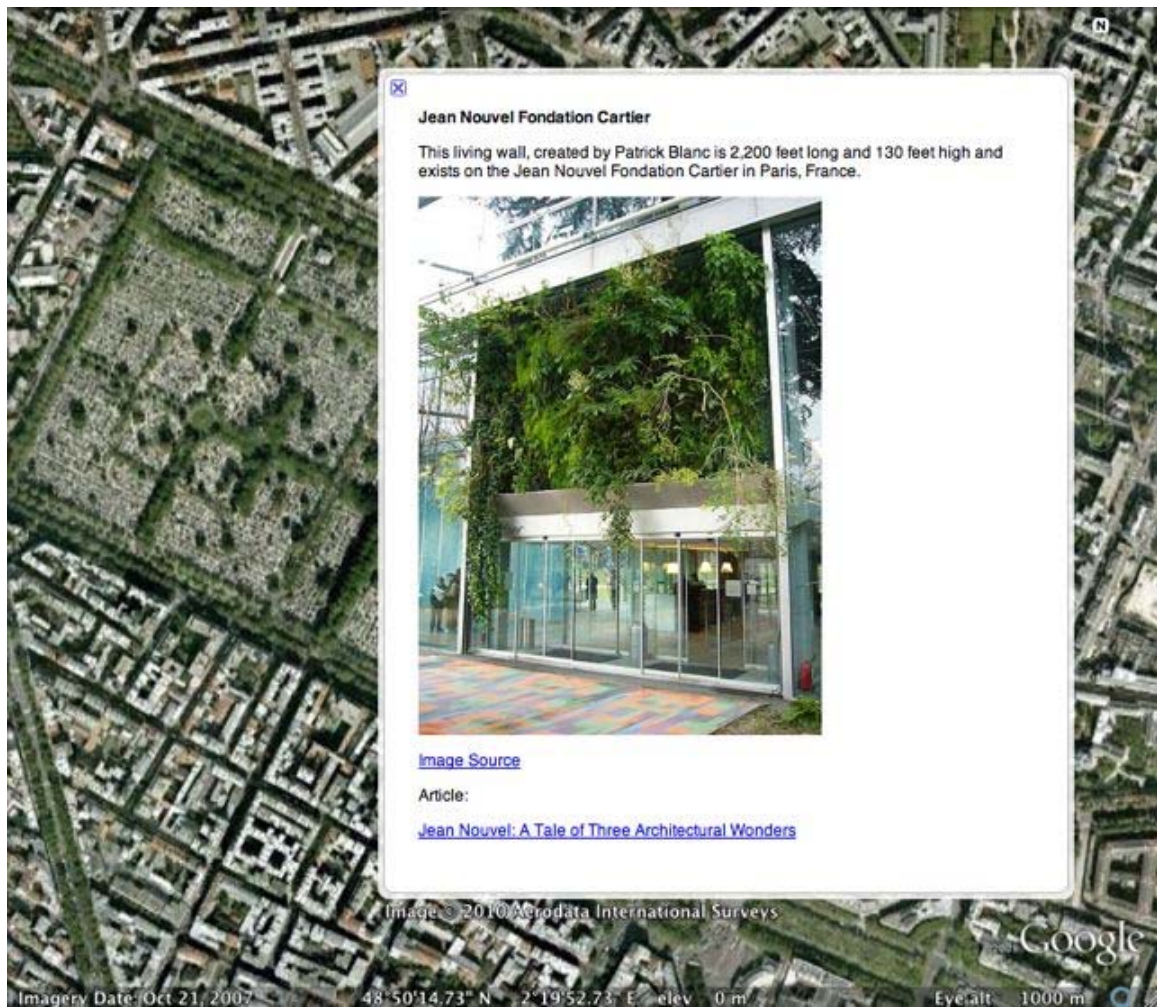 N
Jean Nouvel Fondation Cartier
This living wall, created by Patrick Blanc is 2,200 feet long and 130 feet high and
exists on the Jean Nouvel Fondation Cartier in Paris, France.
Image Source
Article:
Jean Nouvel: A Tale of Three Architectural Wonders
Image © 2010 Aerodata International Surveys
Google
Imagery Date: Oct 21, 2007 48°50'14.73" N 2°19'52.73" E elev 0 m Eye alt 1000 m